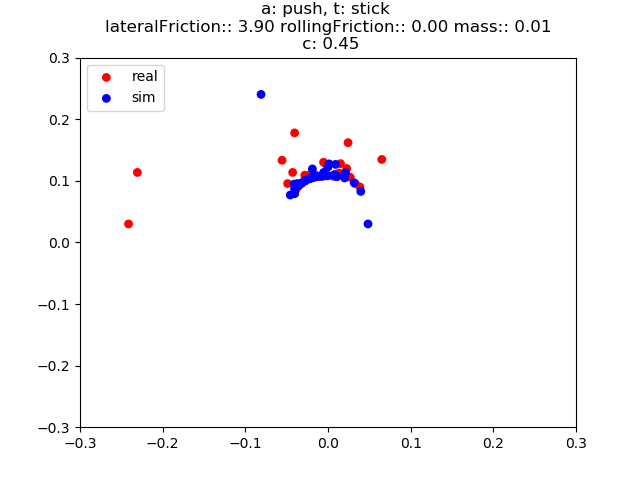 a: push, t: stick
lateralFriction:: 3.90 rollingFriction:: 0.00 mass:: 0.01
c: 0.45
real
sim
0.3
0.2
0.1
0.0
−0.1
−0.2
−0.3
−0.3
−0.2
−0.1
0.0
0.1
0.2
0.3